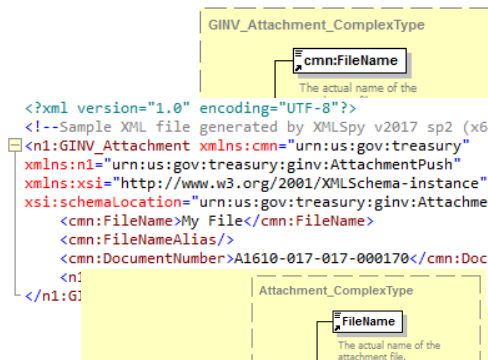 GINV_Attachment_ComplexType
cmn:FileName
The actual name of the
<?xml version="1.0" encoding="UTF-8"?>
<!--Sample XML file generated by XMLSpy v2017 sp2 (x6
<n1:GINV_Attachment xmlns:cmn="urn:us:gov:treasury"
xmlns:n1="urn:us:gov:treasury:ginv:AttachmentPush"
xmlns:xsi="http://www.w3.org/2001/XMLSchema-instance"
xsi:schemaLocation="urn:us:gov:treasury:ginv:Attachme
<cmn:FileName>My File</cmn:FileName>
<cmn:FileNameAlias/>
<cmn:DocumentNumber>A1610-017-017-000170</cmn:Doc
<n1
</n1:GI
Attachment_ComplexType
FileName
The actual name of the
attachment file.